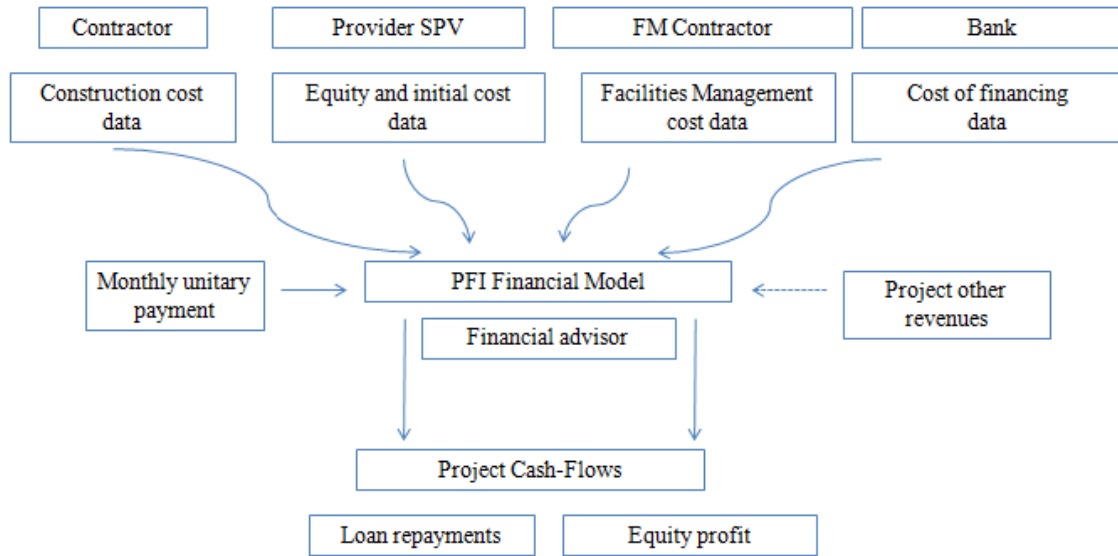 Contractor
Provider SPV
FM Contractor
Bank
Construction cost
data
Equity and initial cost
data
Facilities Management
cost data
Cost of financing
data
Monthly unitary
payment
PFI Financial Model
Project other
revenues
Financial advisor
Project Cash-Flows
Loan repayments
Equity profit